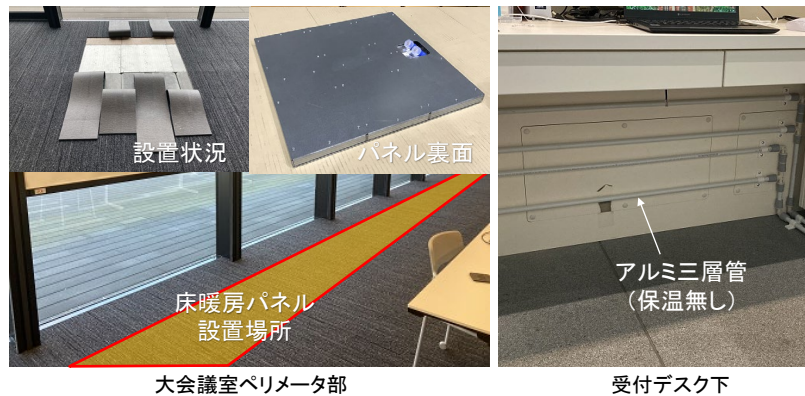 設置状況
パネル裏面
床暖房パネル
設置場所
アルミ三層管
（保温無し）
大会議室ペリメータ部
受付デスク下